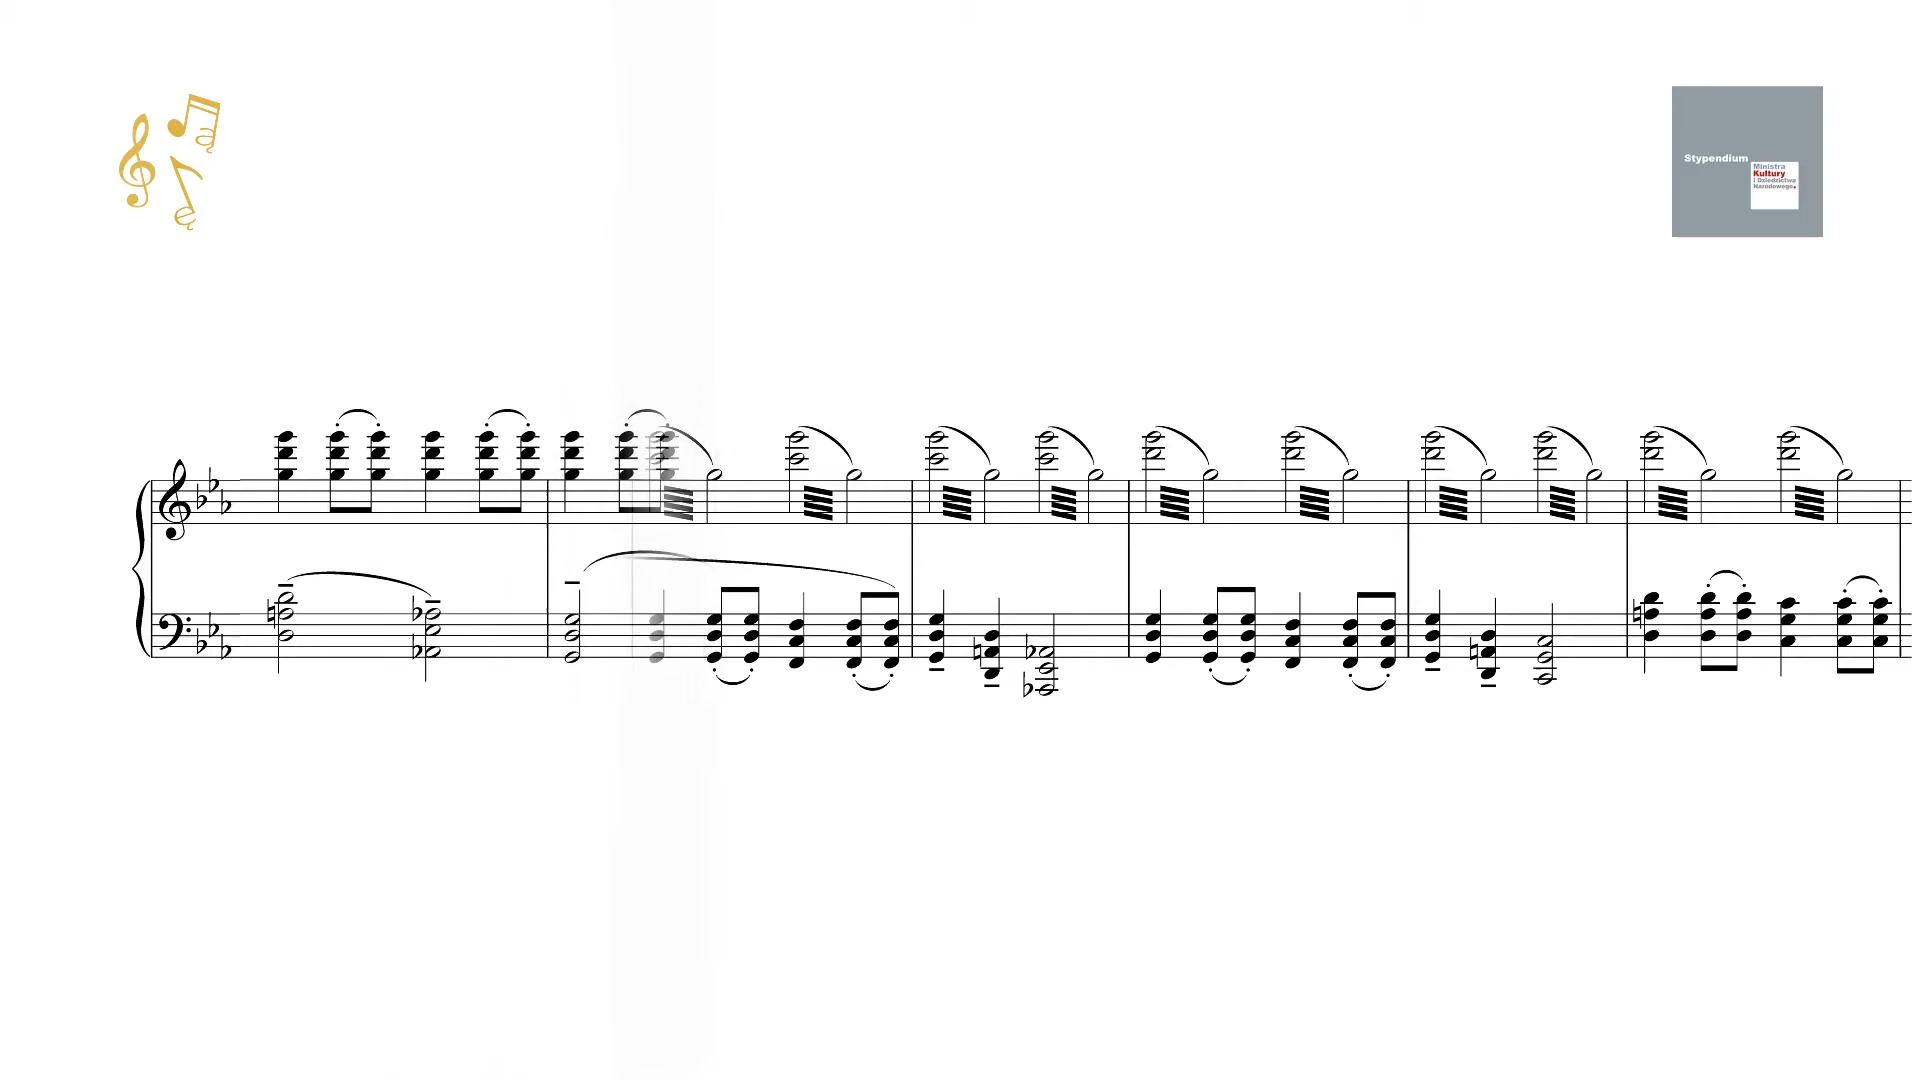 ą
ę
Stypendium
Ministra
Kultury
i Dziedzictwa
Narodowego.